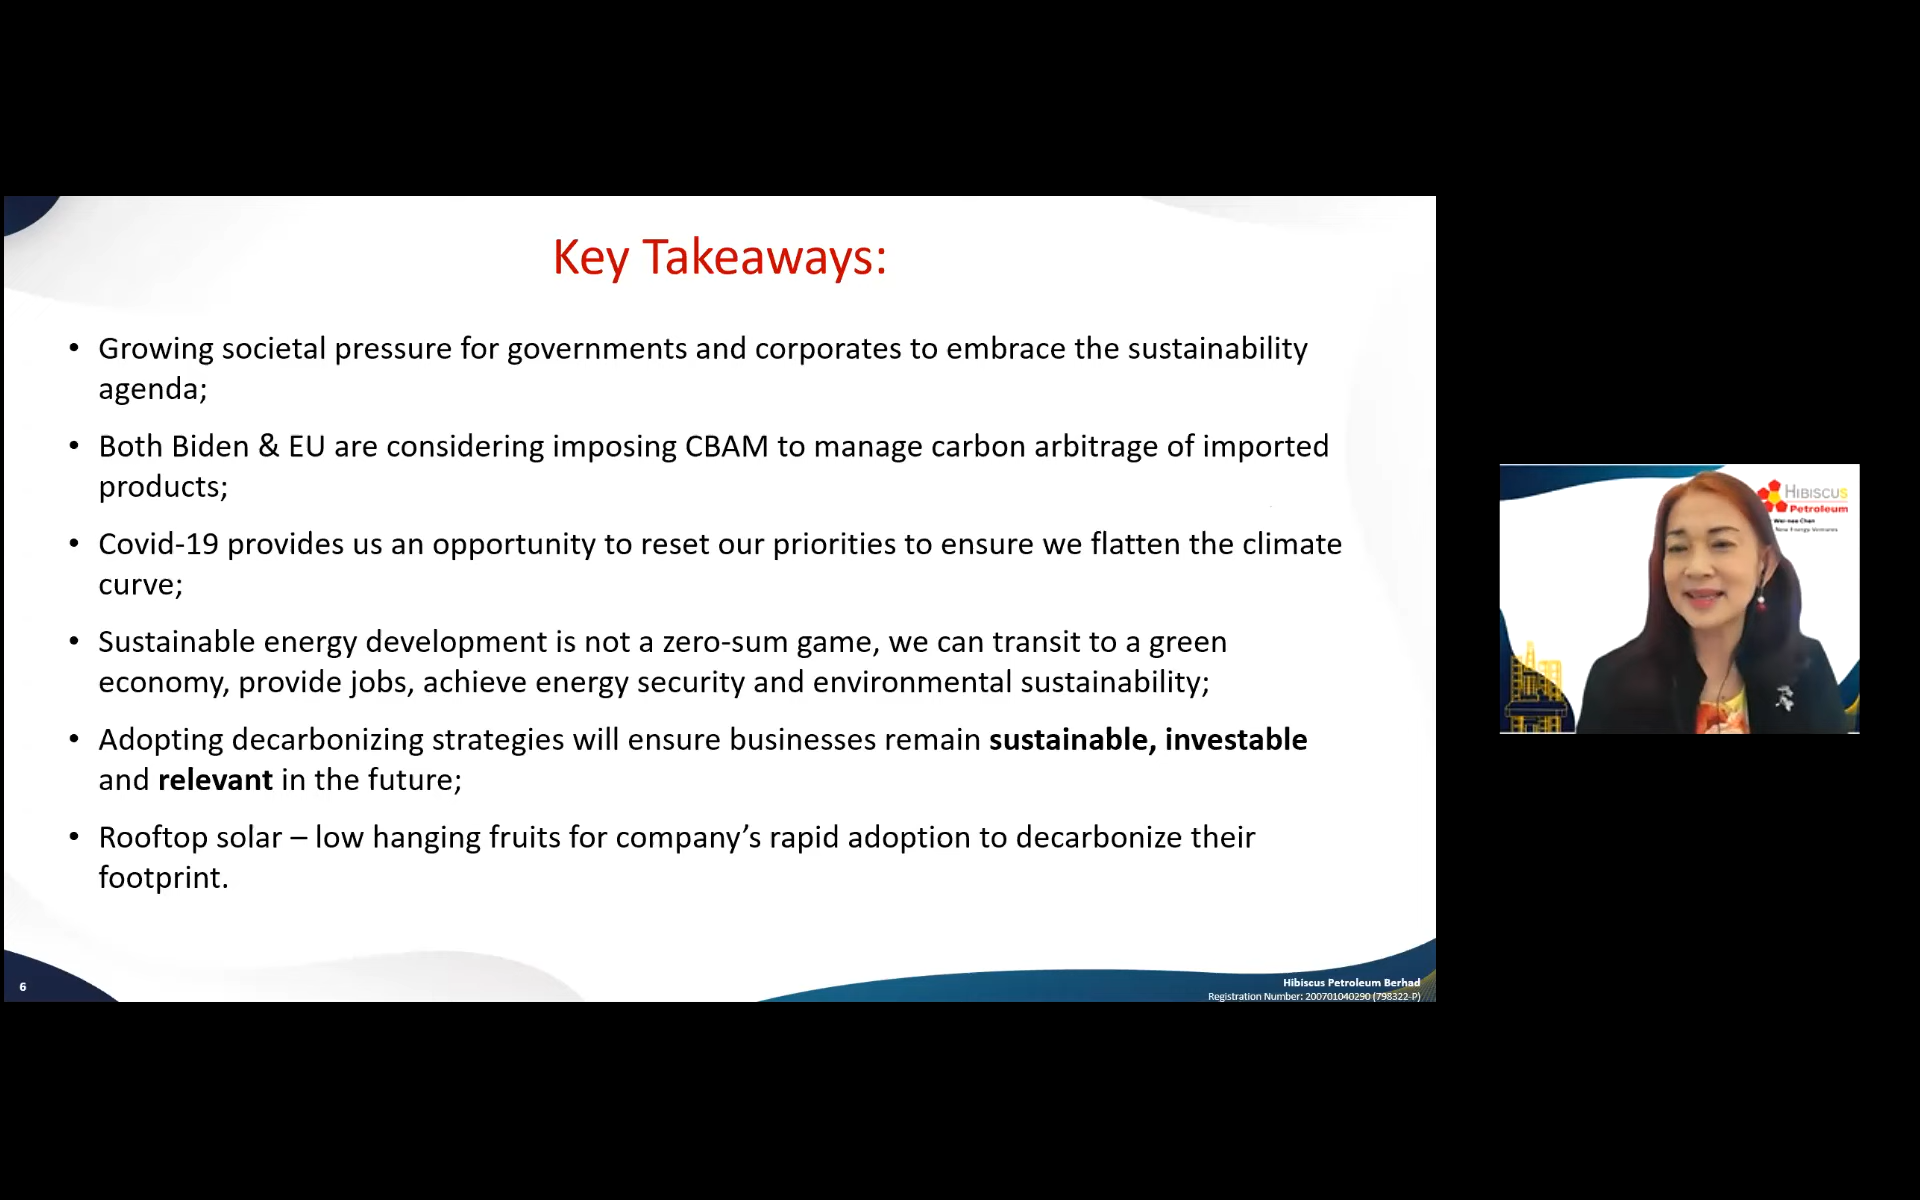 Key Takeaways:
• Growing societal pressure for governments and corporates to embrace the sustainability
agenda;
• Both Biden & EU are considering imposing CBAM to manage carbon arbitrage of imported
products;
• Covid-19 provides us an opportunity to reset our priorities to ensure we flatten the climate
curve;
• Sustainable energy development is not a zero-sum game, we can transit to a green
economy, provide jobs, achieve energy security and environmental sustainability;
• Adopting decarbonizing strategies will ensure businesses remain sustainable, investable
and relevant in the future;
• Rooftop solar – low hanging fruits for company’s rapid adoption to decarbonize their
footprint.
6
Hibiscus Petroleum Berhad
Registration Number: 200701040290 (798322-P)
HIBISCUS
Petroleum
Chen
New Energy Ventures